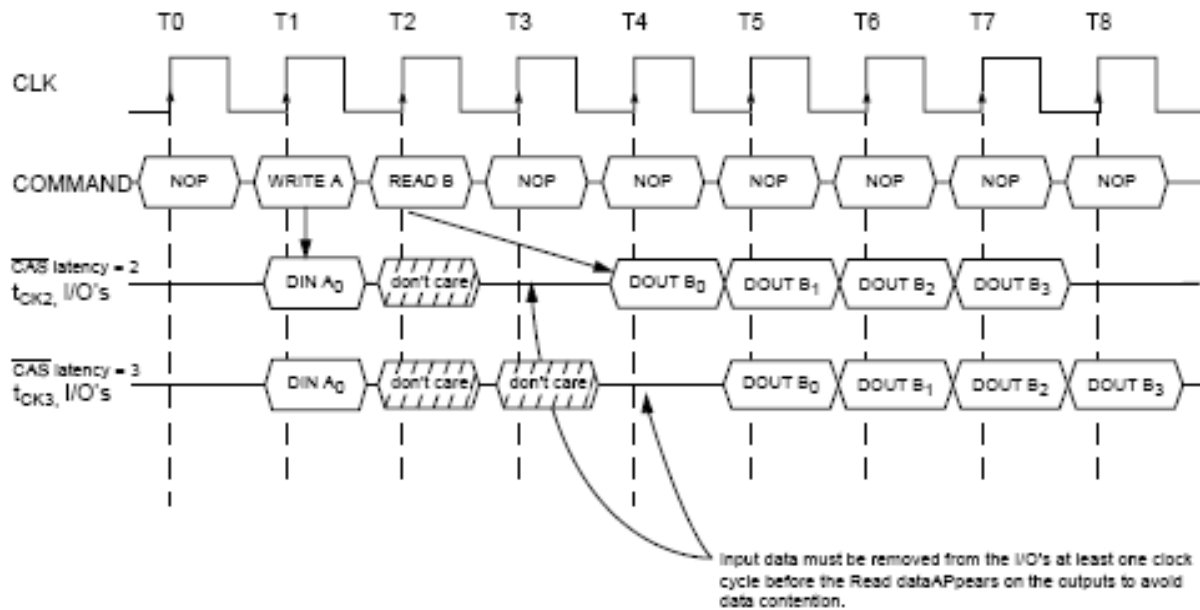 T0 T1 T2 T3 T4 T5 T6 T7 T8
CLK
COMMAND NOP WRITE A READ B NOP NOP NOP NOP NOP NOP
CAS latency = 2
tCK2, I/O's DIN A0 don't care DOUT B0 DOUT B1 DOUT B2 DOUT B3
CAS latency = 3
tCK3, I/O's DIN A0 don't care don't care DOUT B0 DOUT B1 DOUT B2 DOUT B3
Input data must be removed from the I/O's at least one clock
cycle before the Read dataAPpears on the outputs to avoid
data contention.